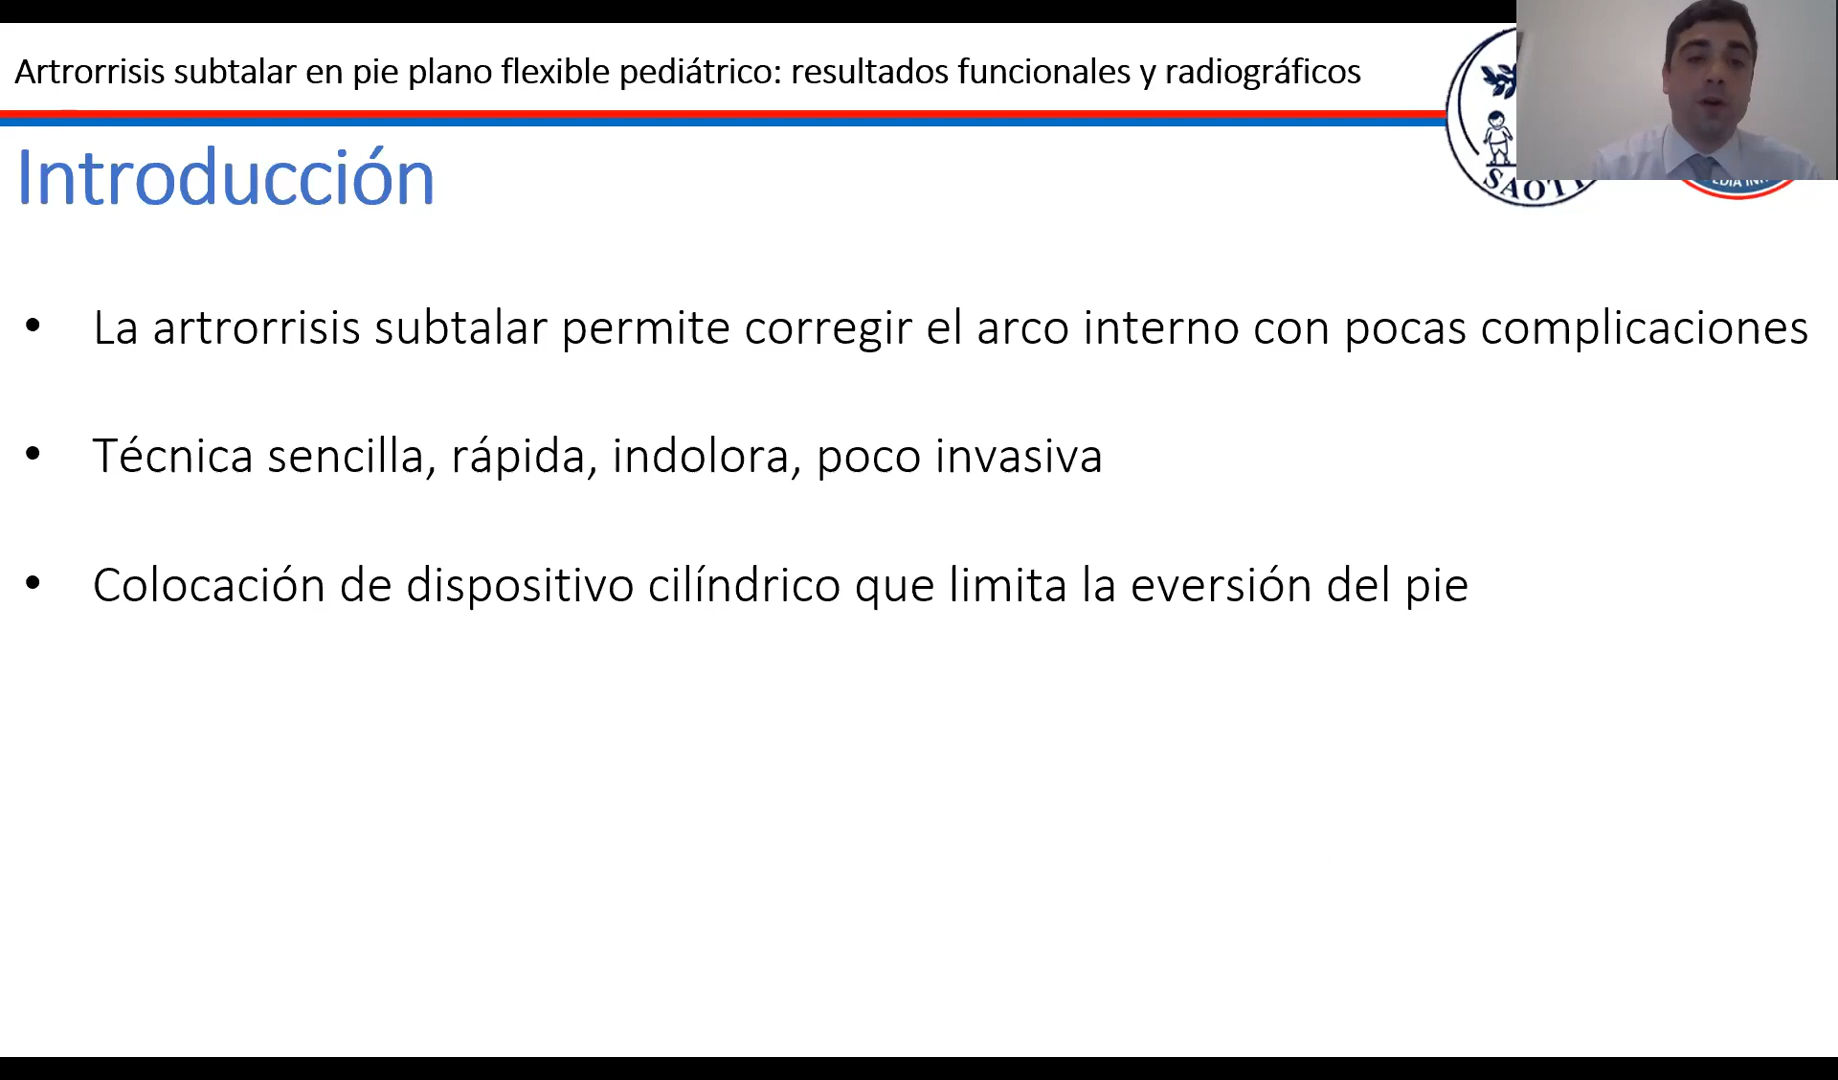 Artrorrisis subtalar en pie plano flexible pediátrico: resultados funcionales y radiográficos
Introducción
• La artrorrisis subtalar permite corregir el arco interno con pocas complicaciones
• Técnica sencilla, rápida, indolora, poco invasiva
• Colocación de dispositivo cilíndrico que limita la eversión del pie